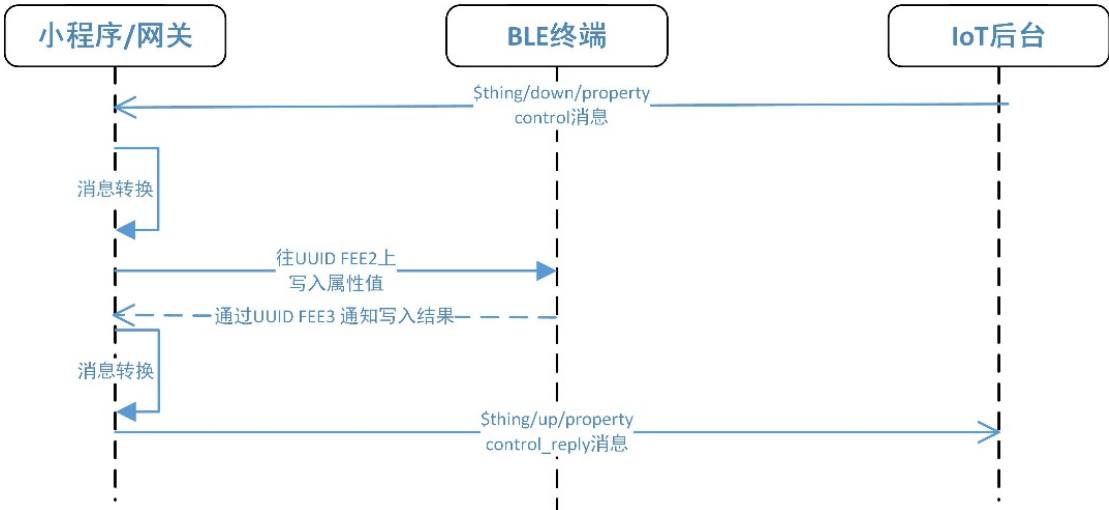 小程序/网关
BLE终端
IoT后台
$thing/down/property
control消息
消息转换
往UUID FEE2上
写入属性值
通过UUID FEE3 通知写入结果
消息转换
$thing/up/property
control_reply消息